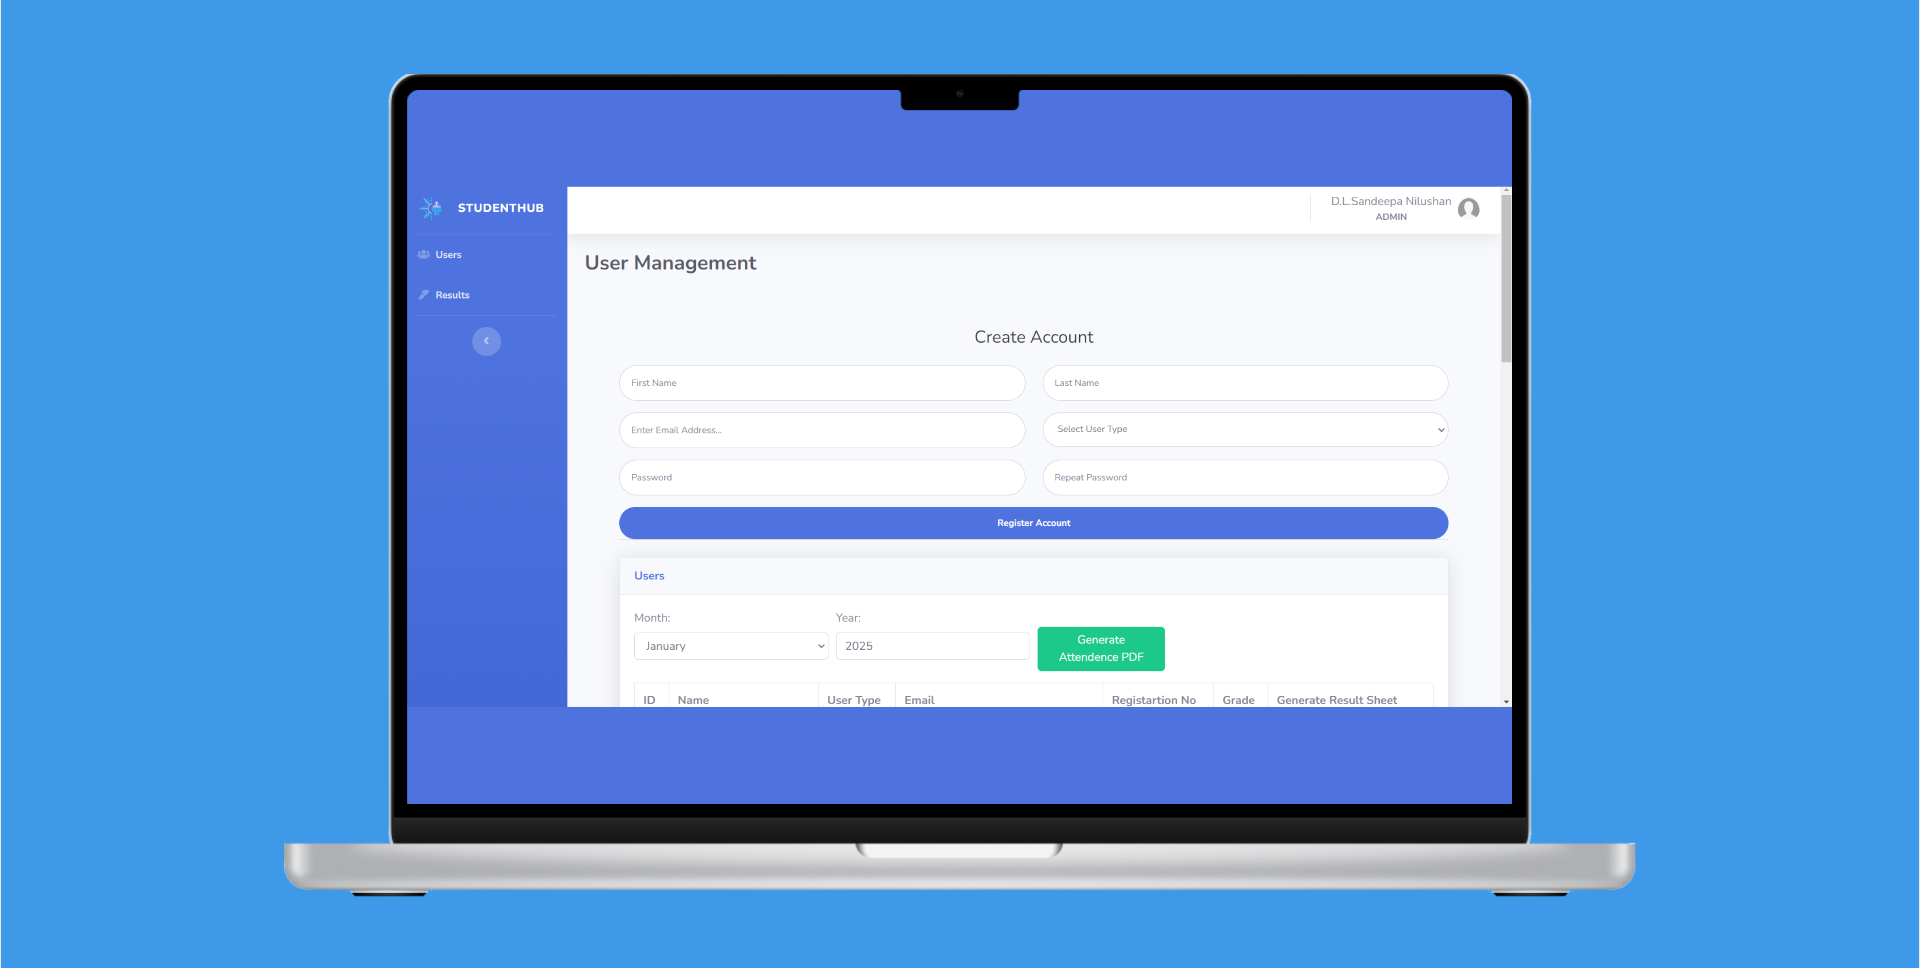 STUDENTHUB
D.L.Sandeepa Nilushan
ADMIN
Users
Results
User Management
Create Account
First Name
Last Name
Enter Email Address...
Select User Type
Password
Repeat Password
Register Account
Users
Month:
Year:
January
2025
Generate
Attendence PDF
ID
Name
User Type
Email
Registartion No
Grade
Generate Result Sheet